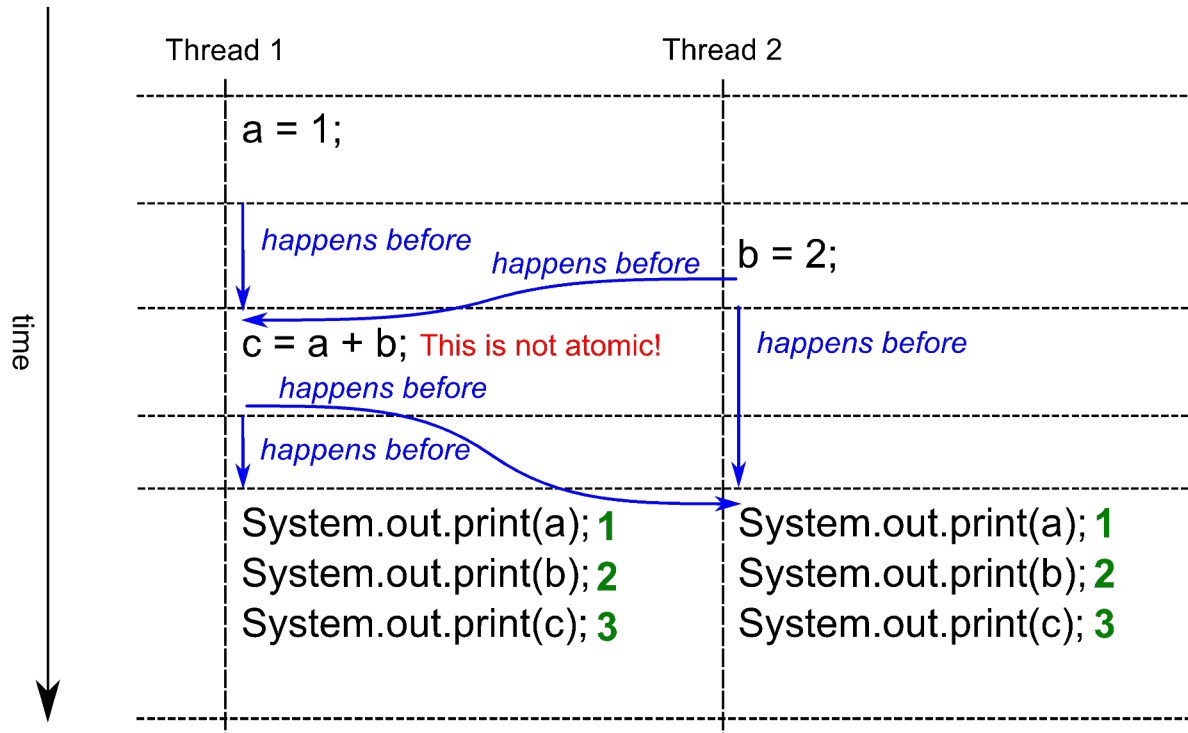 Thread 1
Thread 2
a = 1;
happens before
happens before
b = 2;
time
c = a + b; This is not atomic!
happens before
happens before
happens before
System.out.print(a); 1
System.out.print(a); 1
System.out.print(b); 2
System.out.print(b); 2
System.out.print(c); 3
System.out.print(c); 3